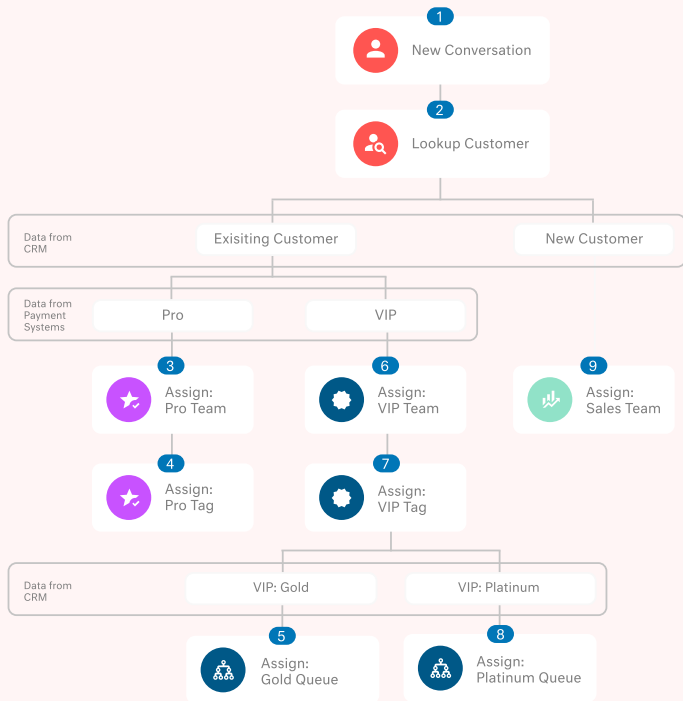 1
New Conversation
2
Lookup Customer
Data from
CRM
Exisiting Customer
New Customer
Data from
Payment
Systems
Pro
VIP
3
Assign:
Pro Team
6
Assign:
VIP Team
9
Assign:
Sales Team
4
Assign:
Pro Tag
7
Assign:
VIP Tag
Data from
CRM
VIP: Gold
VIP: Platinum
5
Assign:
Gold Queue
8
Assign:
Platinum Queue